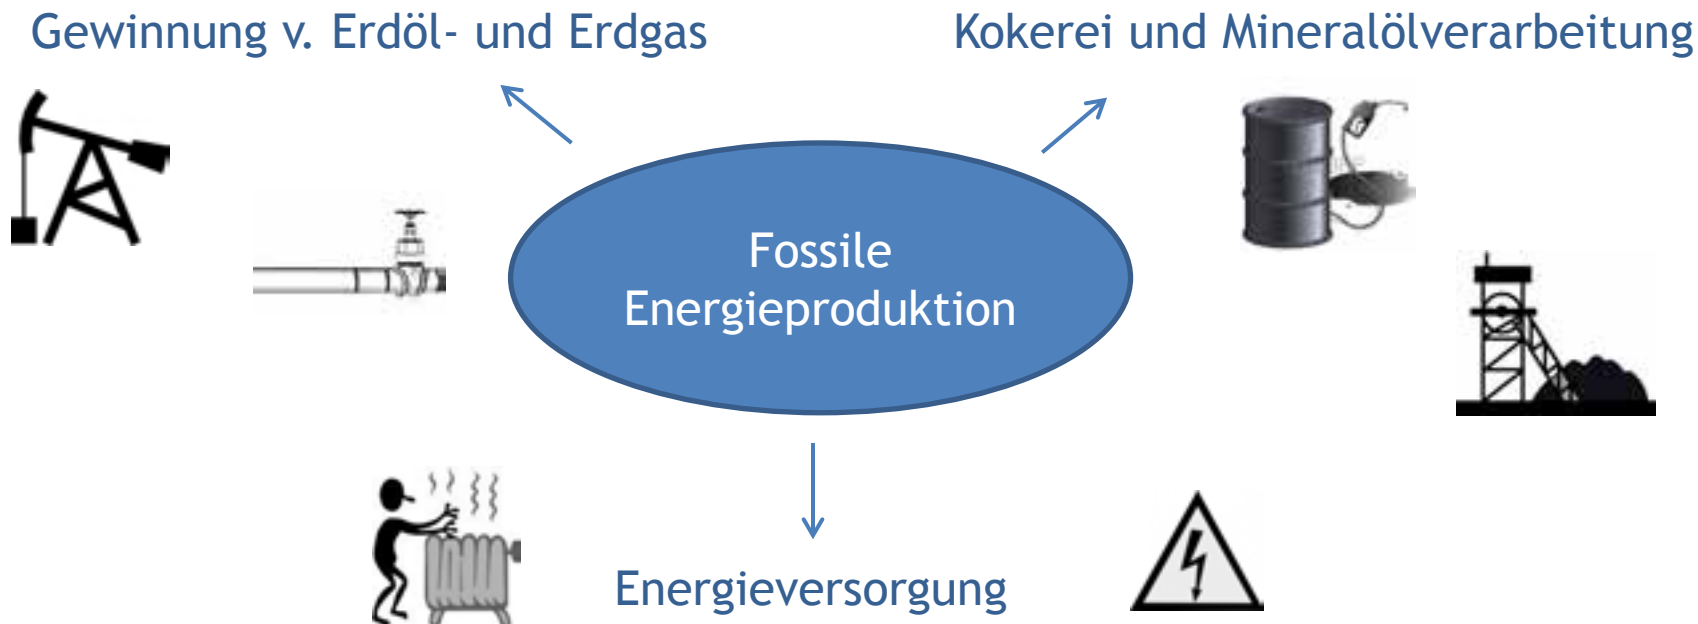 Gewinnung v. Erdöl- und Erdgas
Kokerei und Mineralölverarbeitung
Fossile
Energieproduktion
Energieversorgung